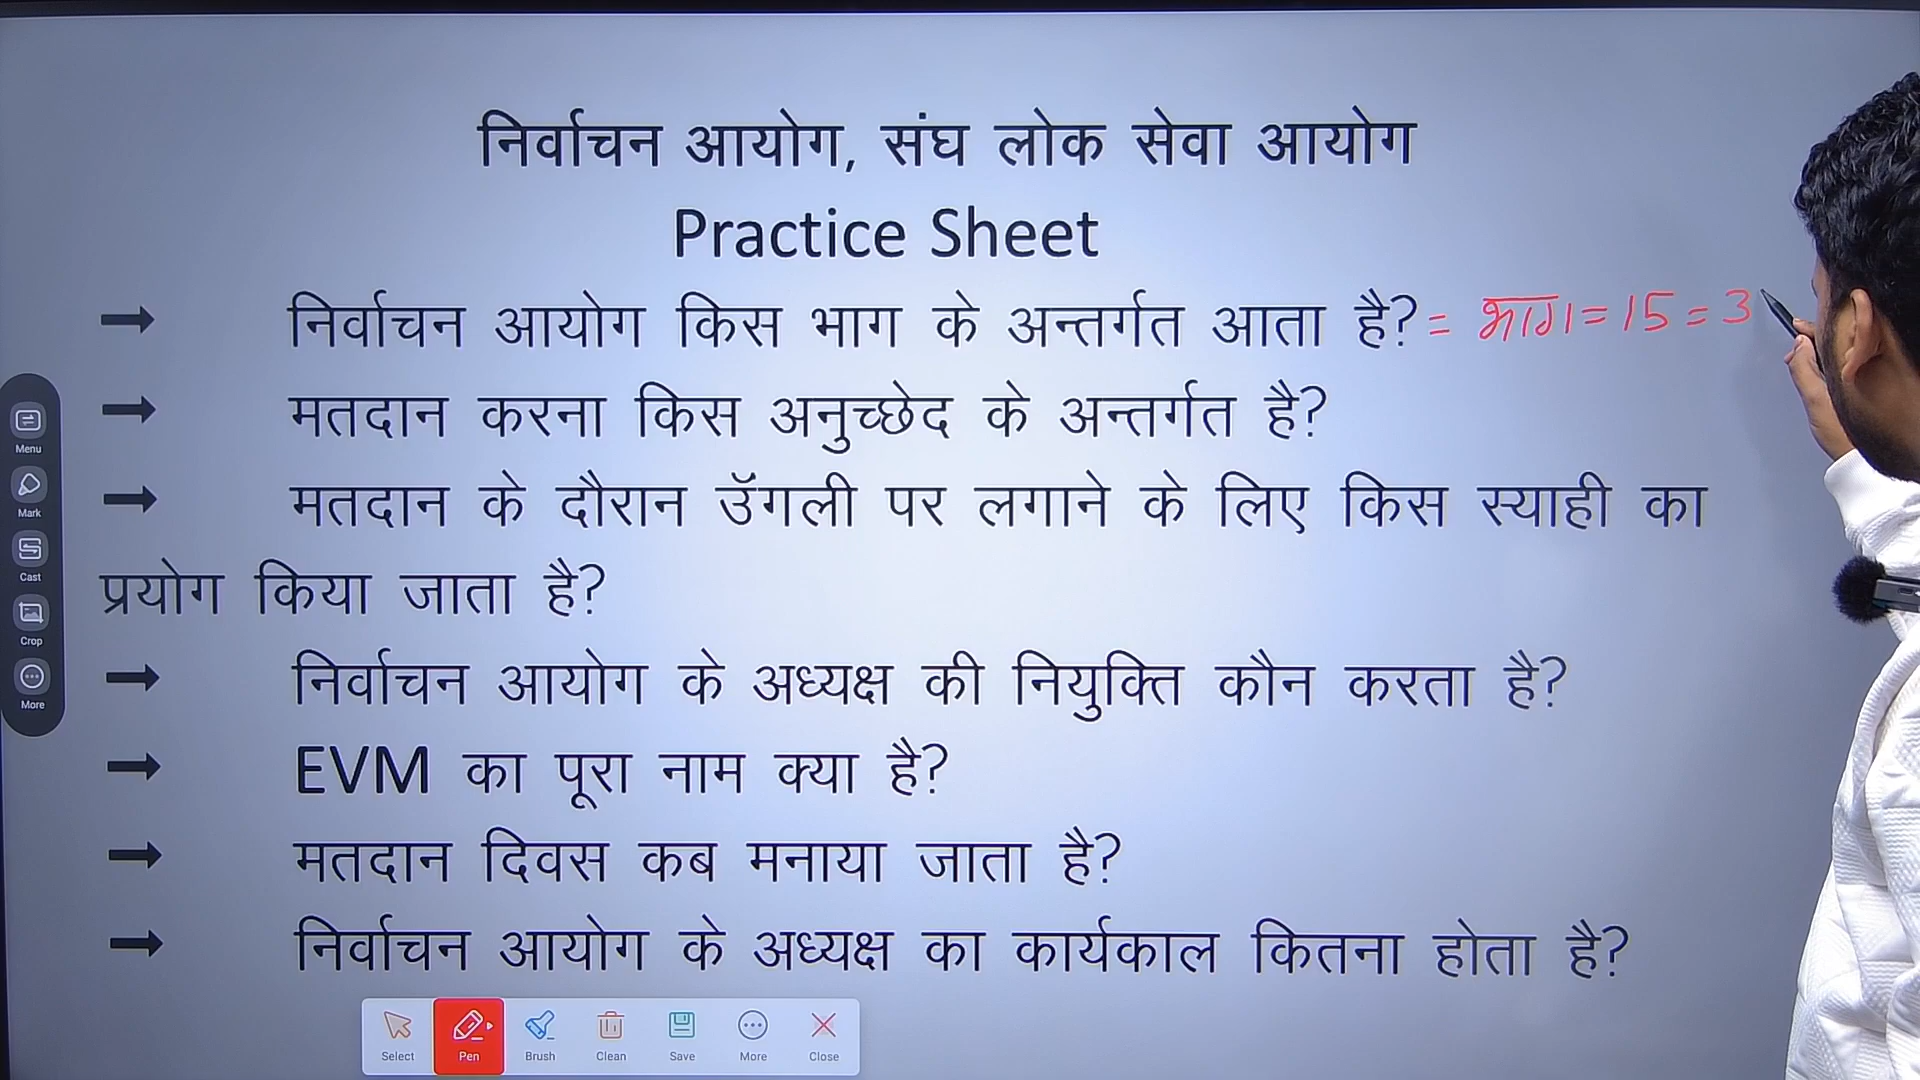 निर्वाचन आयोग, संघ लोक सेवा आयोग
Practice Sheet
निर्वाचन आयोग किस भाग के अन्तर्गत आता है? = भाग = 15 = 3
मतदान करना किस अनुच्छेद के अन्तर्गत है?
मतदान के दौरान उॅगली पर लगाने के लिए किस स्याही का
प्रयोग किया जाता है?
निर्वाचन आयोग के अध्यक्ष की नियुक्ति कौन करता है?
EVM का पूरा नाम क्या है?
मतदान दिवस कब मनाया जाता है?
निर्वाचन आयोग के अध्यक्ष का कार्यकाल कितना होता है?
Menu
Mark
Cast
Crop
More
Select Pen Brush Clean Save More Close